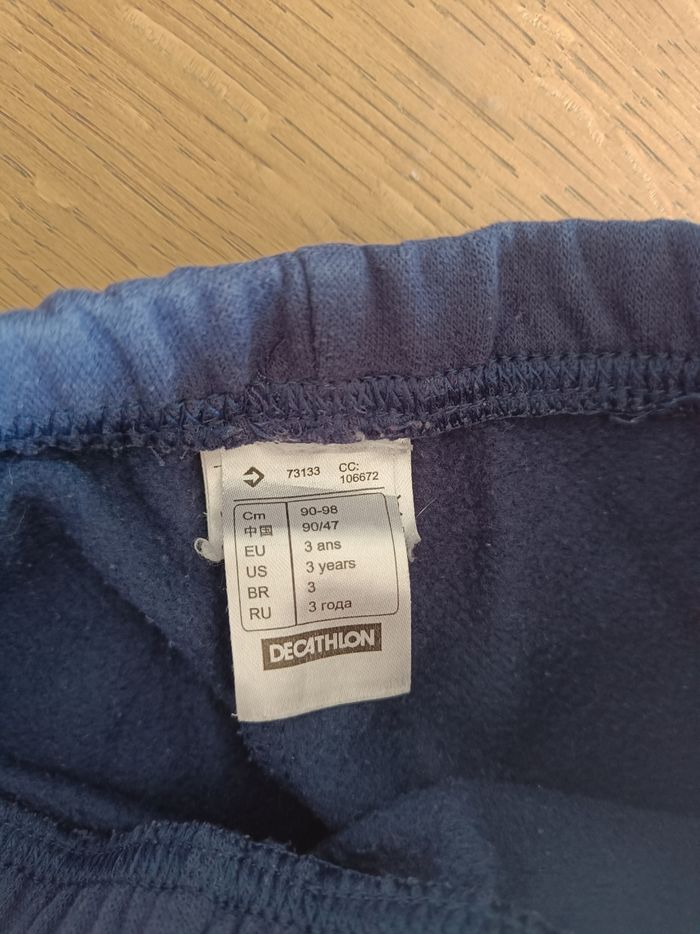 73133 CC:
106672
Cm 90-98
中国 90/47
EU 3 ans
US 3 years
BR 3
RU 3 года
DECATHLON